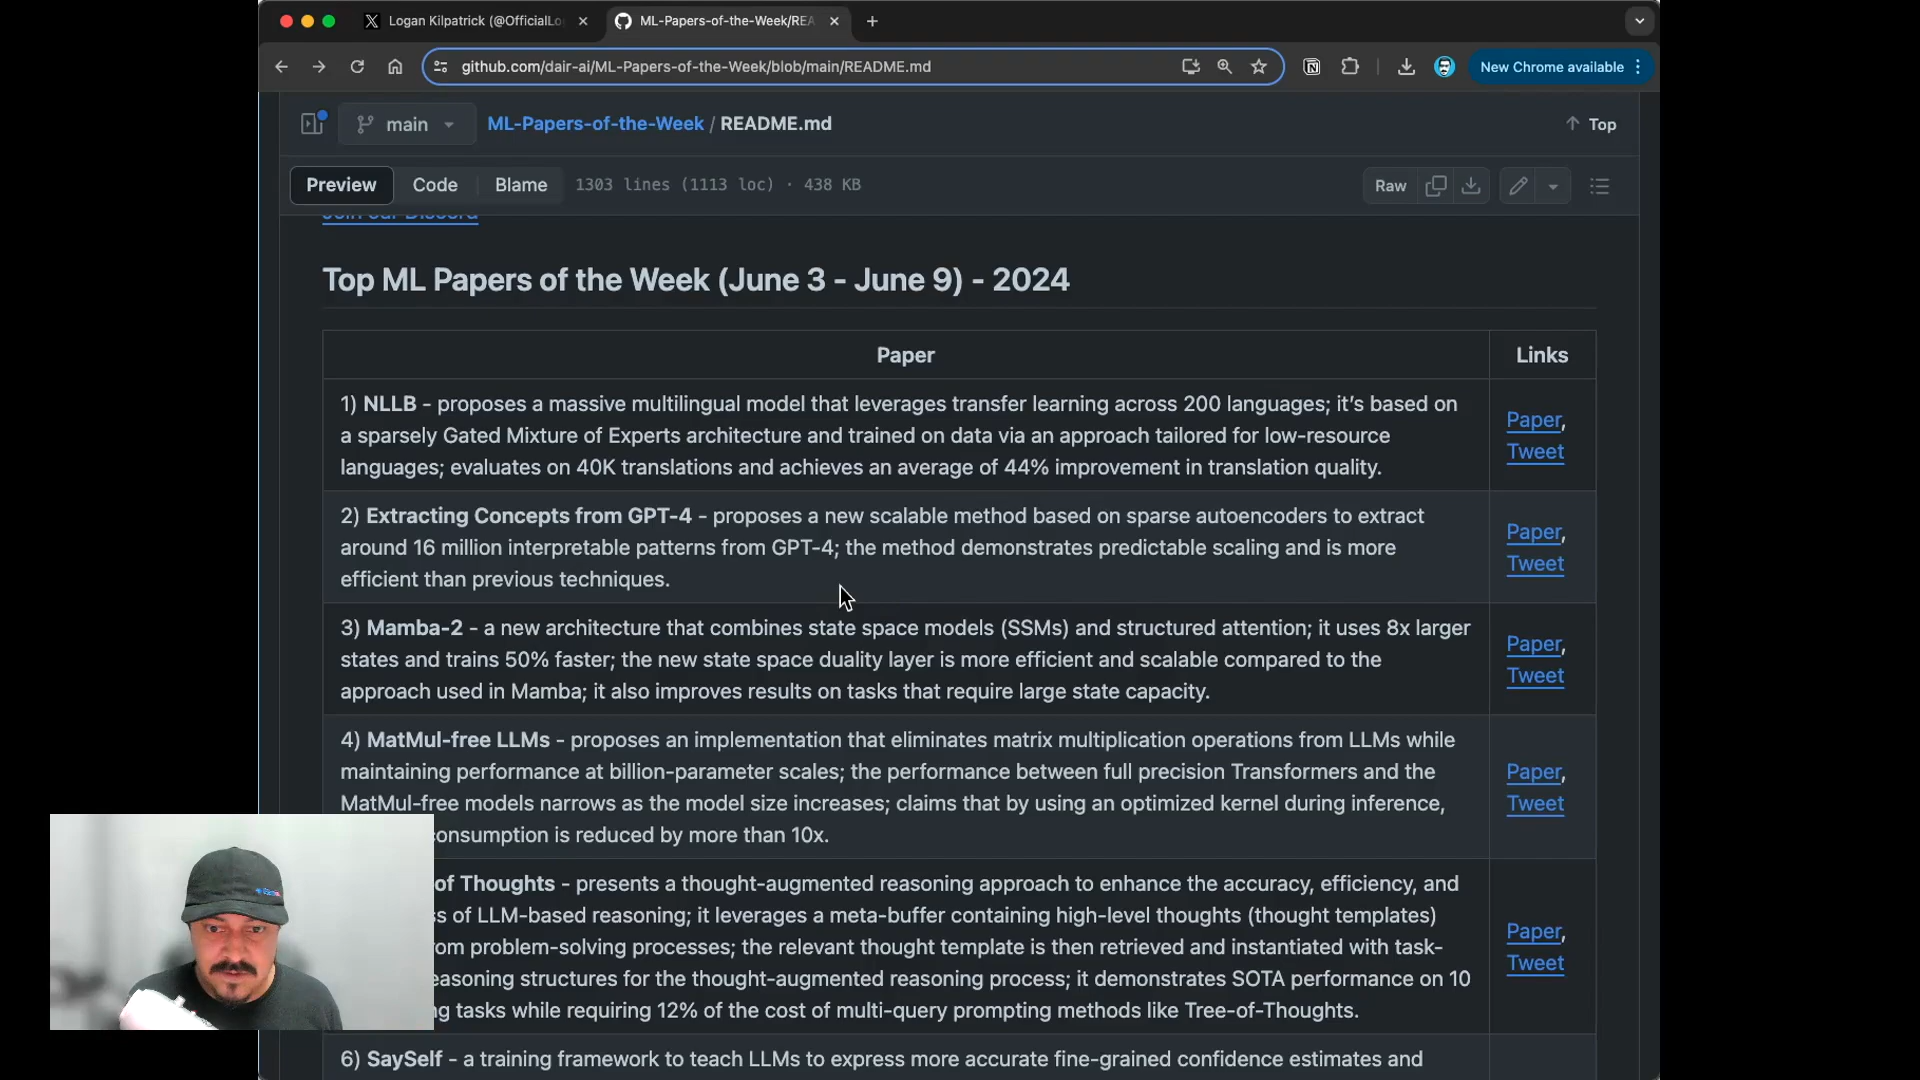 Logan Kilpatrick (@OfficialLo
ML-Papers-of-the-Week/REA
github.com/dair-ai/ML-Papers-of-the-Week/blob/main/README.md
New Chrome available
main
ML-Papers-of-the-Week / README.md
Top
Preview
Code
Blame
1303 lines (1113 loc) · 438 KB
Raw
Join our Discord
Top ML Papers of the Week (June 3 - June 9) - 2024
Paper
Links
1) NLLB - proposes a massive multilingual model that leverages transfer learning across 200 languages; it’s based on
a sparsely Gated Mixture of Experts architecture and trained on data via an approach tailored for low-resource
languages; evaluates on 40K translations and achieves an average of 44% improvement in translation quality.
Paper,
Tweet
2) Extracting Concepts from GPT-4 - proposes a new scalable method based on sparse autoencoders to extract
around 16 million interpretable patterns from GPT-4; the method demonstrates predictable scaling and is more
efficient than previous techniques.
Paper,
Tweet
3) Mamba-2 - a new architecture that combines state space models (SSMs) and structured attention; it uses 8x larger
states and trains 50% faster; the new state space duality layer is more efficient and scalable compared to the
approach used in Mamba; it also improves results on tasks that require large state capacity.
Paper,
Tweet
4) MatMul-free LLMs - proposes an implementation that eliminates matrix multiplication operations from LLMs while
maintaining performance at billion-parameter scales; the performance between full precision Transformers and the
MatMul-free models narrows as the model size increases; claims that by using an optimized kernel during inference,
consumption is reduced by more than 10x.
Paper,
Tweet
of Thoughts - presents a thought-augmented reasoning approach to enhance the accuracy, efficiency, and
s of LLM-based reasoning; it leverages a meta-buffer containing high-level thoughts (thought templates)
om problem-solving processes; the relevant thought template is then retrieved and instantiated with task-
easoning structures for the thought-augmented reasoning process; it demonstrates SOTA performance on 10
g tasks while requiring 12% of the cost of multi-query prompting methods like Tree-of-Thoughts.
Paper,
Tweet
6) SaySelf - a training framework to teach LLMs to express more accurate fine-grained confidence estimates and